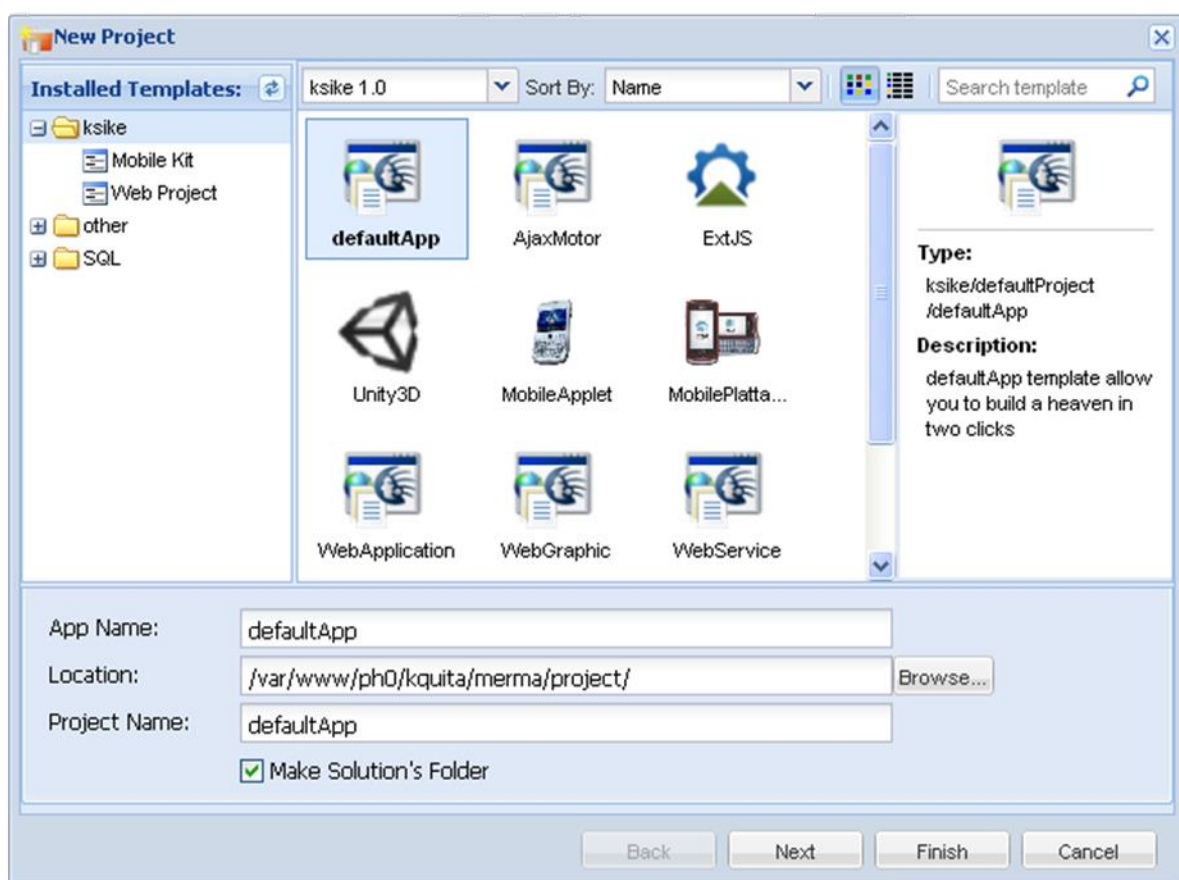 New Project
Installed Templates:
ksike 1.0
Sort By:
Name
Search template
ksike
Mobile Kit
Web Project
other
SQL
defaultApp
AjaxMotor
ExtJS
Unity3D
MobileApplet
MobilePlatta...
WebApplication
WebGraphic
WebService
Type:
ksike/defaultProject
/defaultApp
Description:
defaultApp template allow
you to build a heaven in
two clicks
App Name:
defaultApp
Location:
/var/www/ph0/kquita/merma/project/
Browse...
Project Name:
defaultApp
Make Solution's Folder
Back
Next
Finish
Cancel